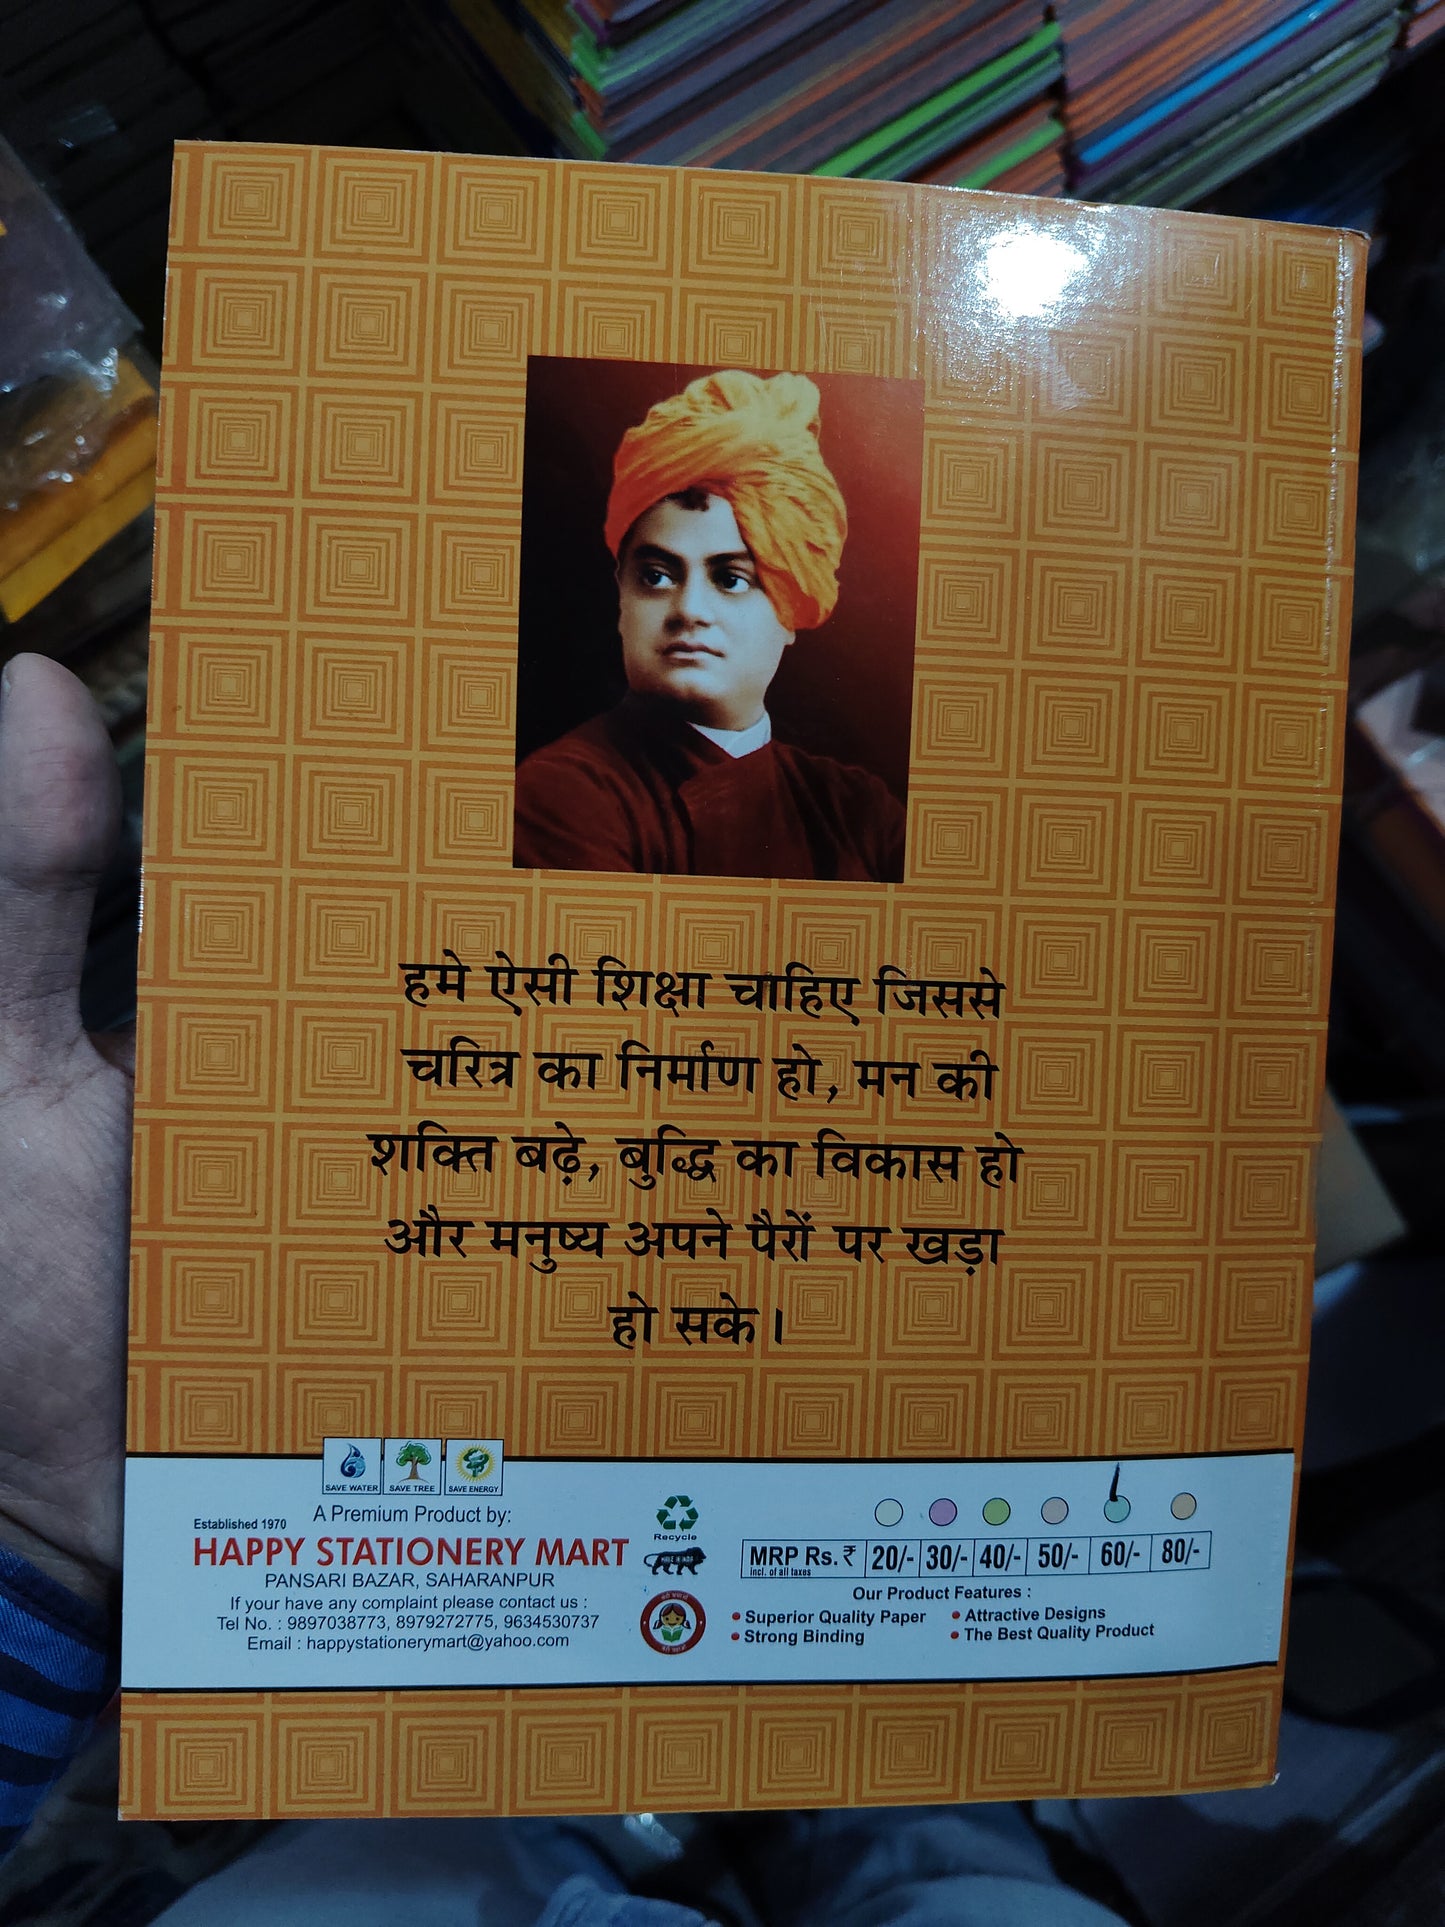 हमे ऐसी शिक्षा चाहिए जिससे
चरित्र का निर्माण हो, मन की
शक्ति बढ़े, बुद्धि का विकास हो
और मनुष्य अपने पैरों पर खड़ा
हो सके।
SAVE WATER SAVE TREE SAVE ENERGY
Established 1970 A Premium Product by:
HAPPY STATIONERY MART
PANSARI BAZAR, SAHARANPUR
If your have any complaint please contact us :
Tel No. : 9897038773, 8979272775, 9634530737
Email : happystationerymart@yahoo.com
Recycle
MAKE IN INDIA
MRP Rs. ₹ 20/- 30/- 40/- 50/- 60/- 80/-
Incl. of all taxes
Our Product Features :
• Superior Quality Paper • Attractive Designs
• Strong Binding • The Best Quality Product